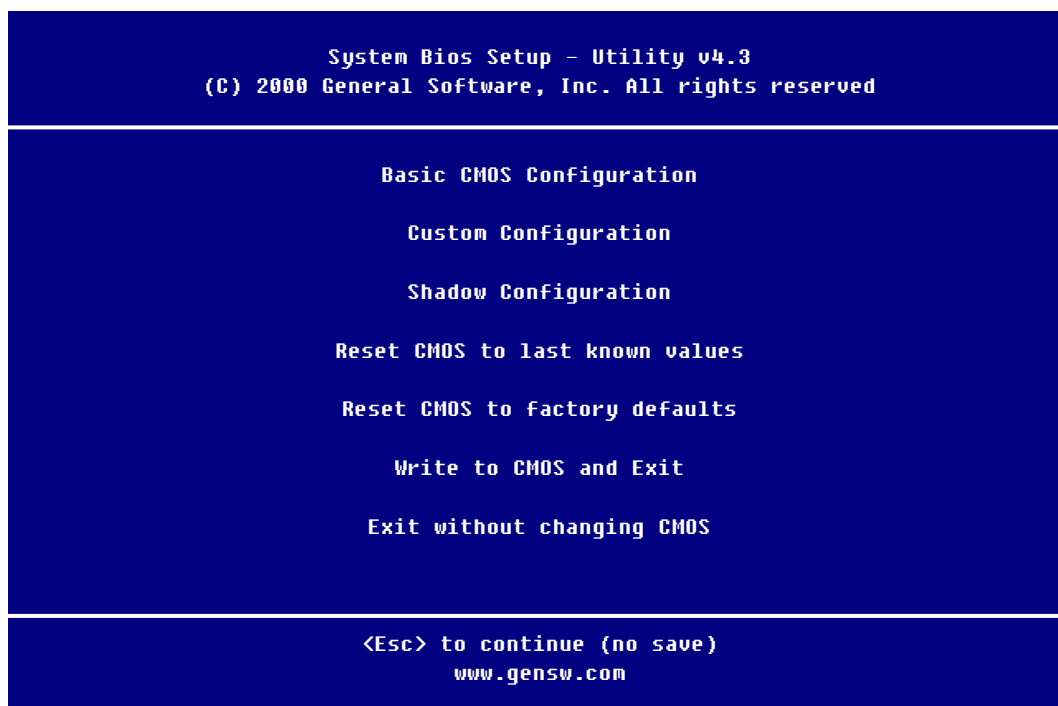 System Bios Setup - Utility v4.3
(C) 2000 General Software, Inc. All rights reserved
Basic CMOS Configuration
Custom Configuration
Shadow Configuration
Reset CMOS to last known values
Reset CMOS to factory defaults
Write to CMOS and Exit
Exit without changing CMOS
<Esc> to continue (no save)
www.gensw.com